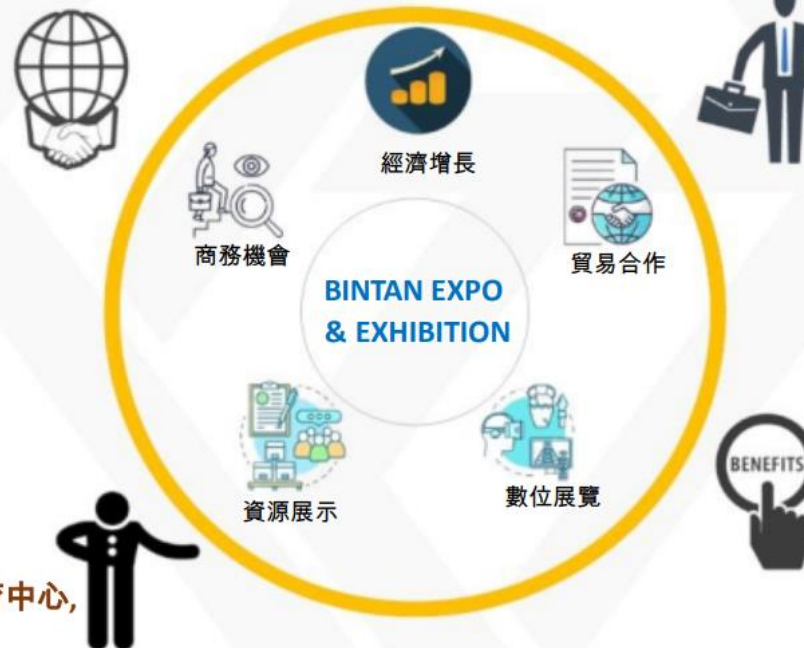 經濟增長
商務機會
貿易合作
BINTAN EXPO
& EXHIBITION
資源展示
數位展覽
BENEFITS
中心,